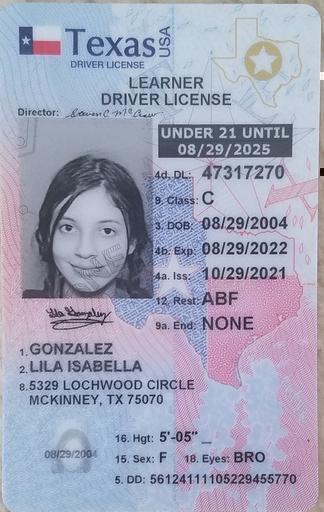 Texas USA
DRIVER LICENSE
LEARNER
DRIVER LICENSE
Director: Steven C McCraw
UNDER 21 UNTIL
08/29/2025
4d. DL: 47317270
9. Class: C
3. DOB: 08/29/2004
4b. Exp: 08/29/2022
4a. Iss: 10/29/2021
12. Rest: ABF
9a. End: NONE
1. GONZALEZ
2. LILA ISABELLA
8. 5329 LOCHWOOD CIRCLE
MCKINNEY, TX 75070
16. Hgt: 5'-05"
15. Sex: F 18. Eyes: BRO
08/29/2004
5. DD: 56124111105229455770